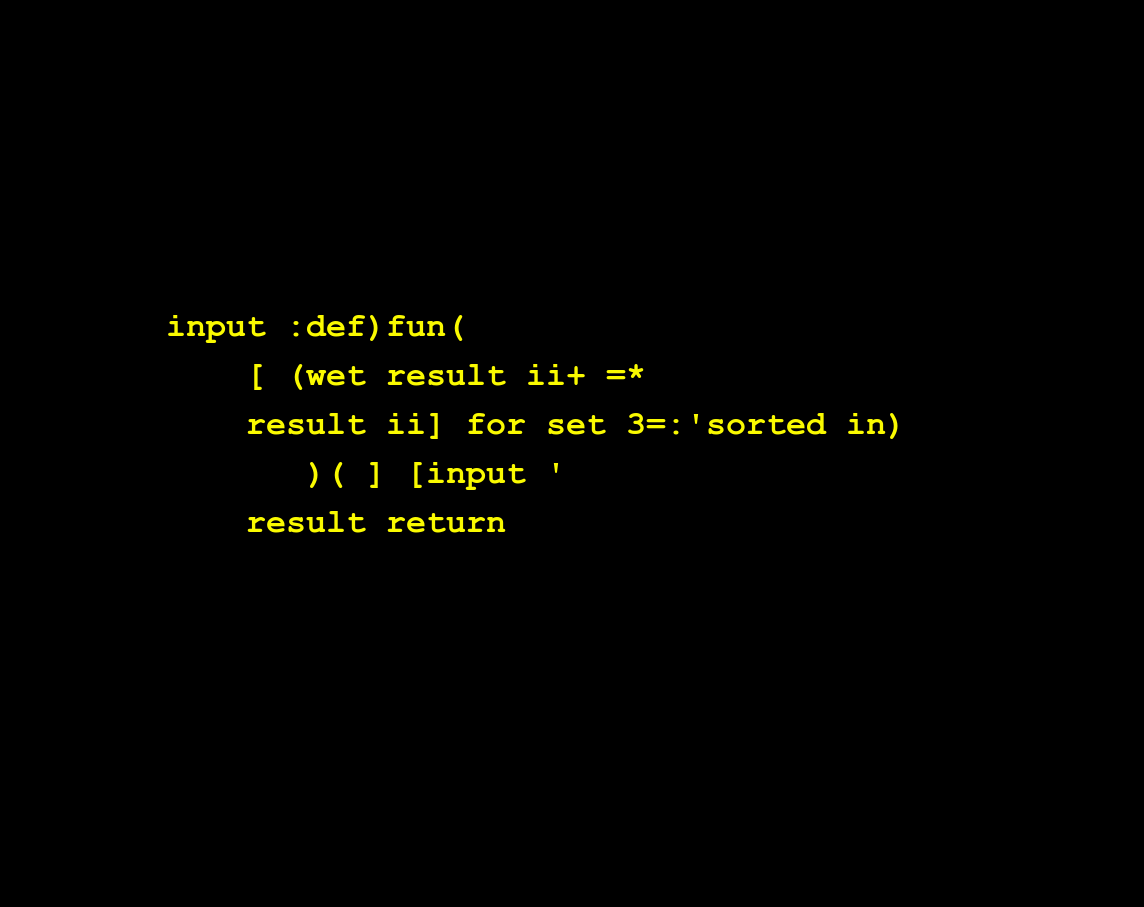 input :def)fun(
[ (wet result ii+ =*
result ii] for set 3=:'sorted in)
)( ] [input '
result return